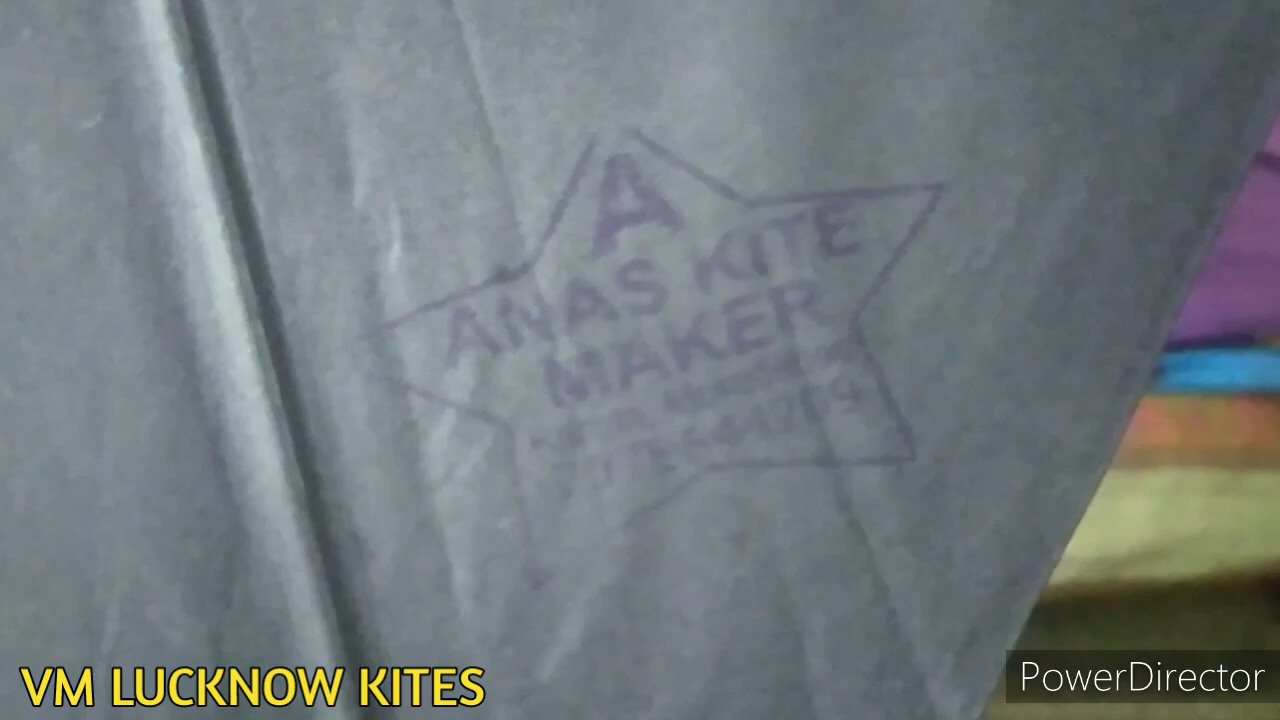 A
ANAS KITE
MAKER
VM LUCKNOW KITES
PowerDirector